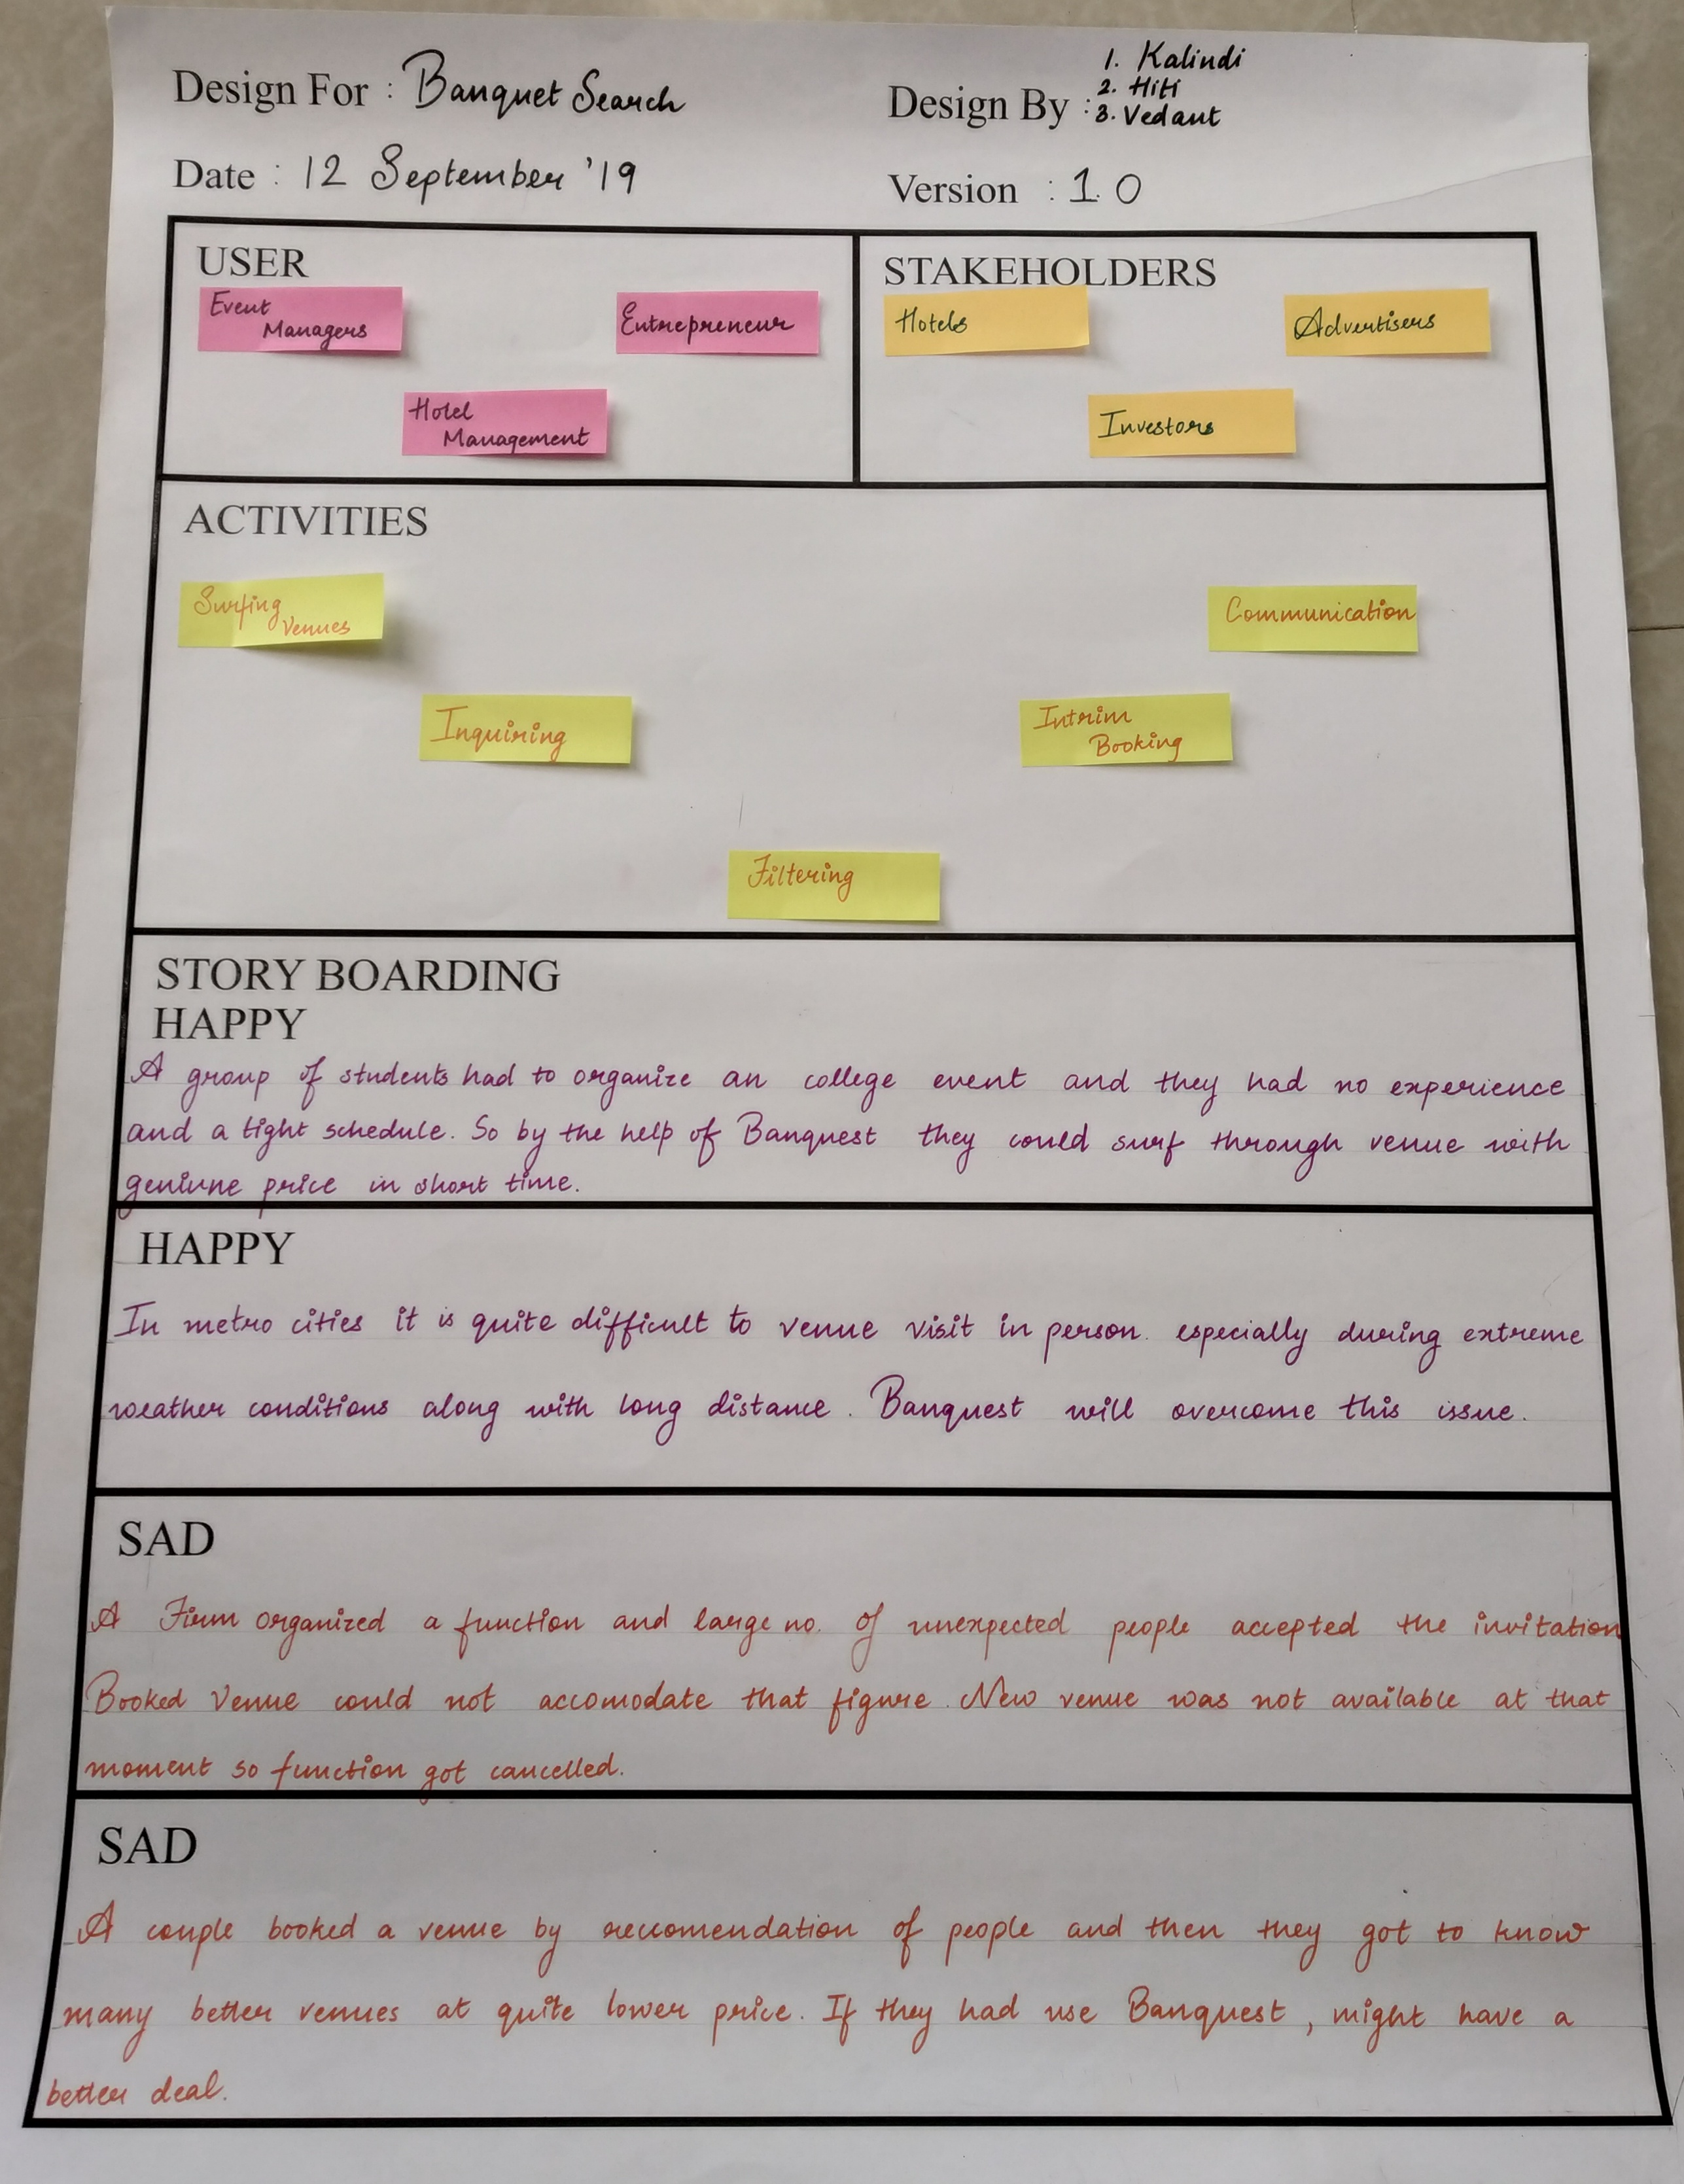 Design For : Banquet Search
Design By : 1. Kalindi
2. Hiti
3. Vedant
Date : 12 September '19
Version : 1.0
USER
Event
Managers
Entrepreneur
Hotel
Management
STAKEHOLDERS
Hotels
Advertisers
Investors
ACTIVITIES
Surfing
Venues
Communication
Inquiring
Intrim
Booking
Filtering
STORY BOARDING
HAPPY
A group of students had to organize an college event and they had no experience
and a tight schedule. So by the help of Banquest they could surf through venue with
geniune price in short time.
HAPPY
In metro cities it is quite difficult to venue visit in person. especially during extreme
weather conditions along with long distance. Banquest will overcome this issue.
SAD
A Firm organized a function and large no. of unexpected people accepted the invitation
Booked Venue could not accomodate that figure. New venue was not available at that
moment so function got cancelled.
SAD
A couple booked a venue by reccomendation of people and then they got to know
many better venues at quite lower price. If they had use Banquest, might have a
better deal.